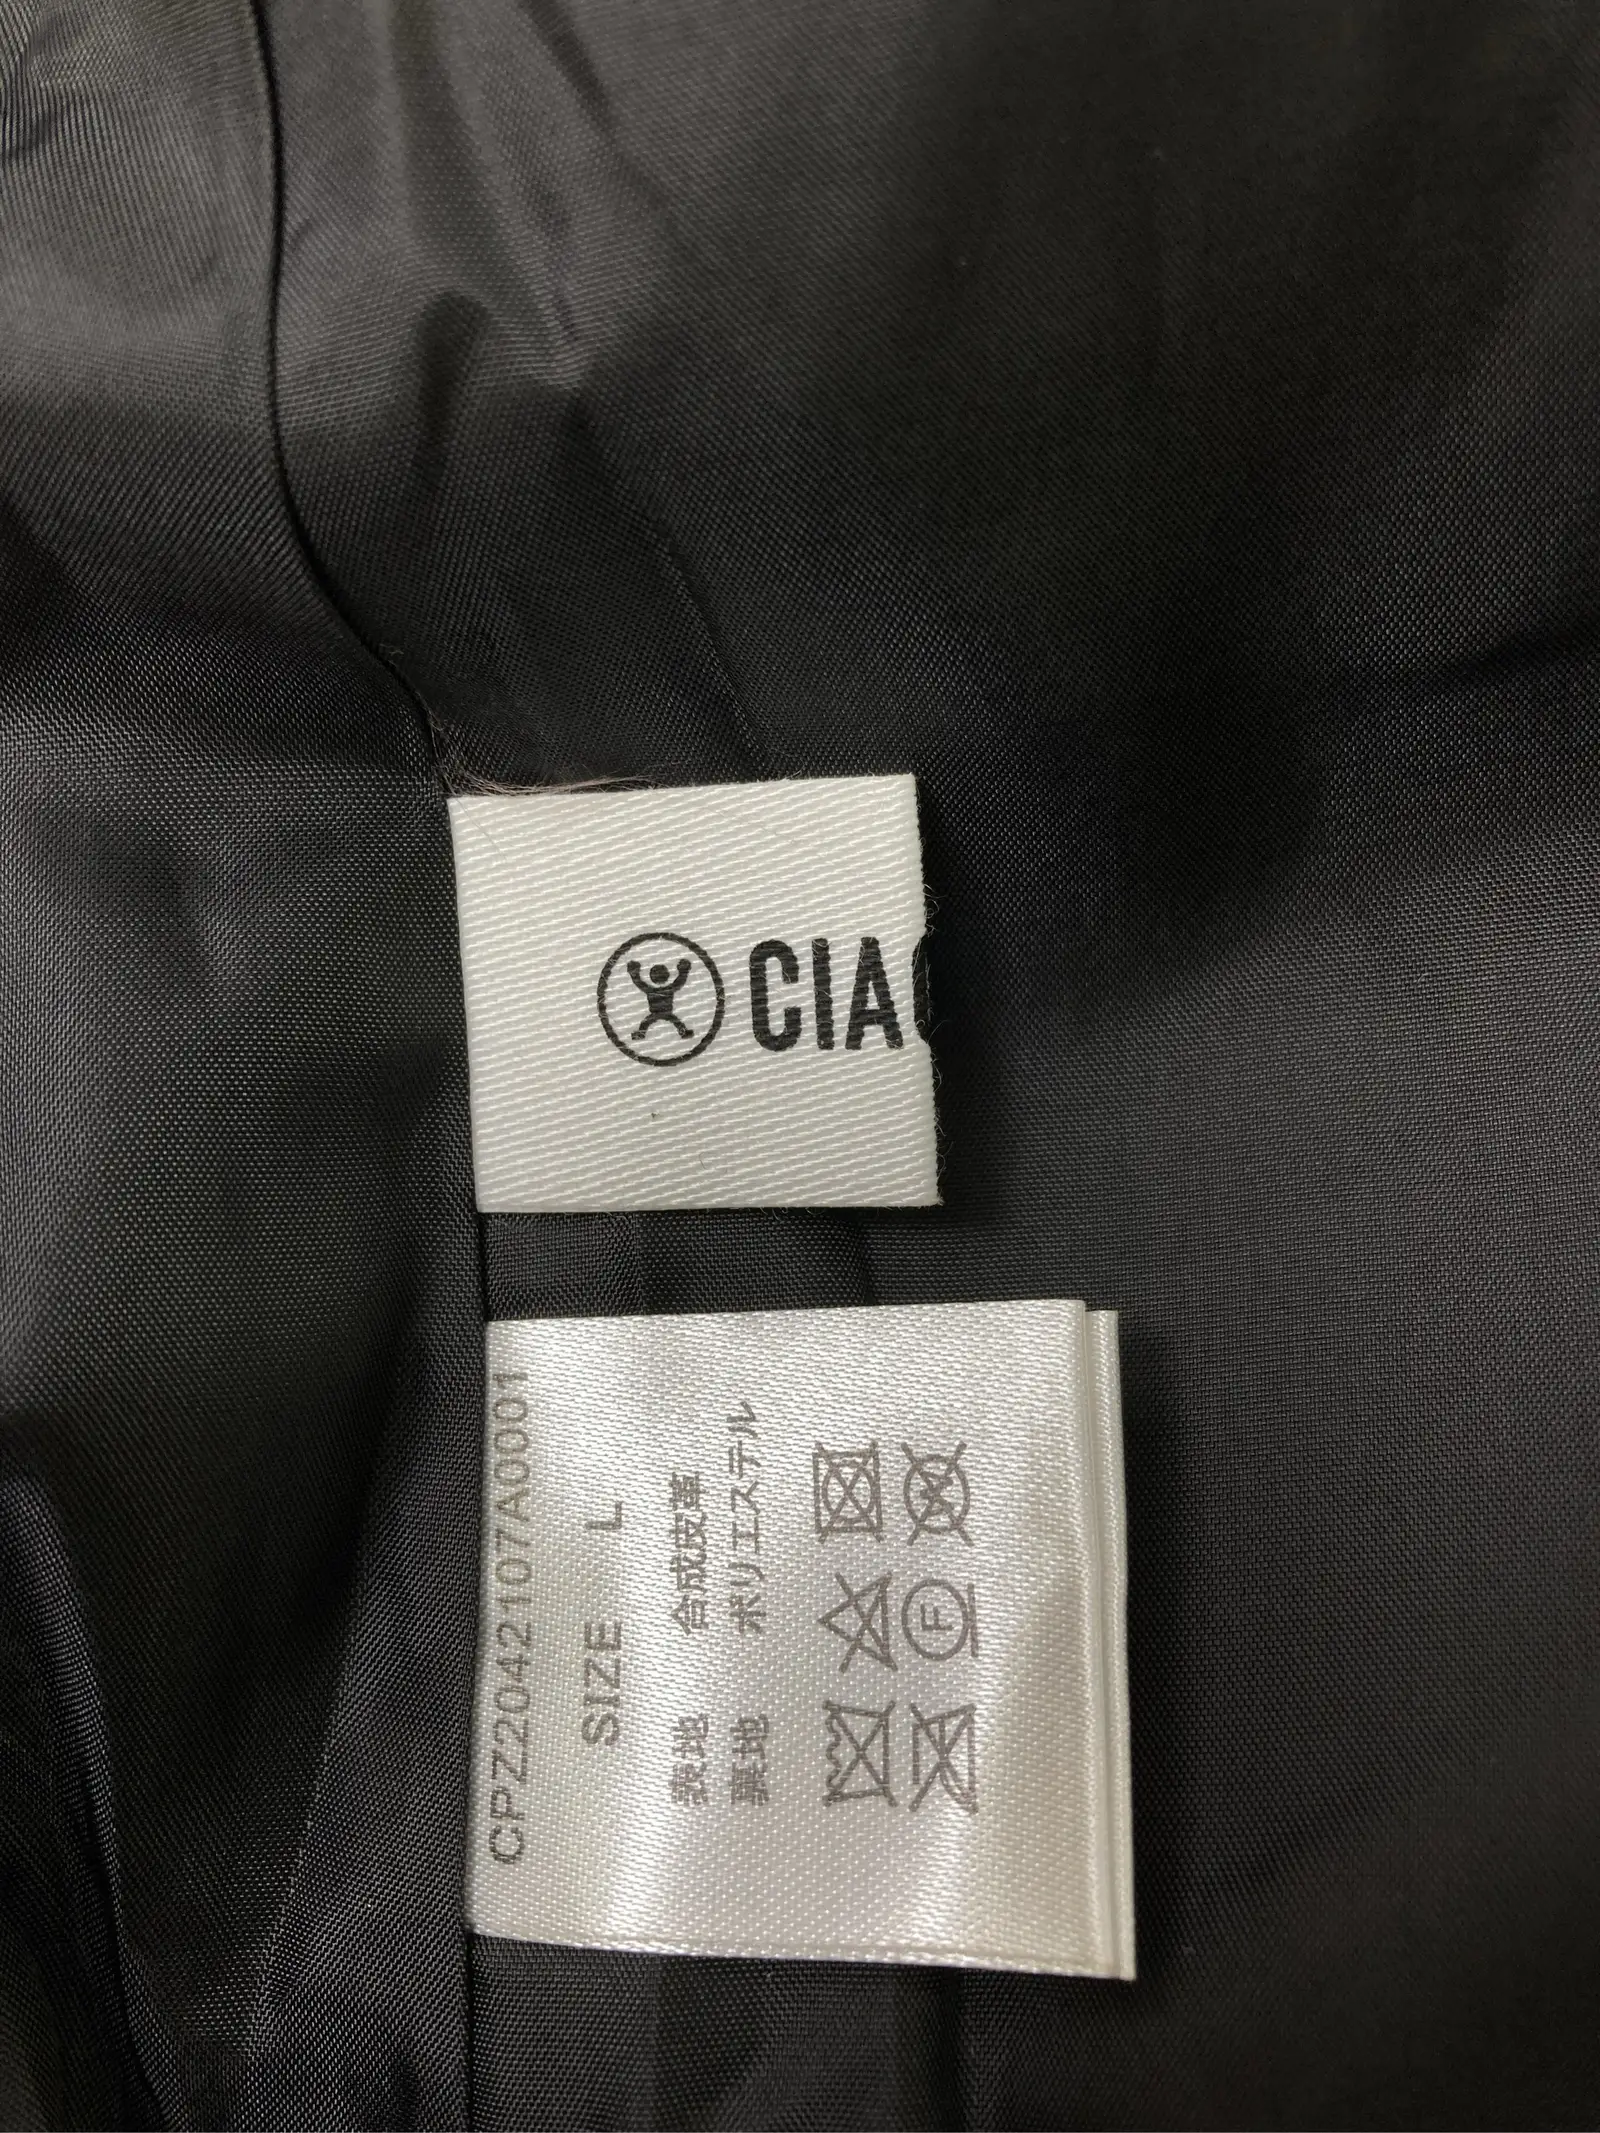 CIA
CPZ2042107A0001
SIZE L
表地 合成皮革
裏地 ポリエステル
F